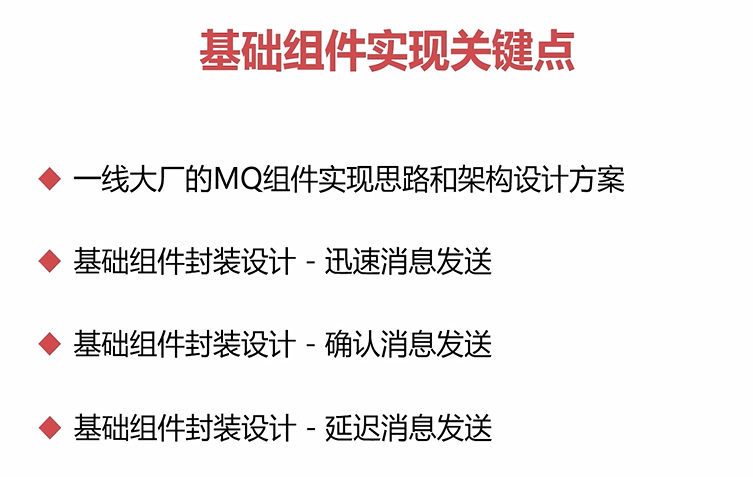 基础组件实现关键点
一线大厂的MQ组件实现思路和架构设计方案
基础组件封装设计 - 迅速消息发送
基础组件封装设计 - 确认消息发送
基础组件封装设计 - 延迟消息发送